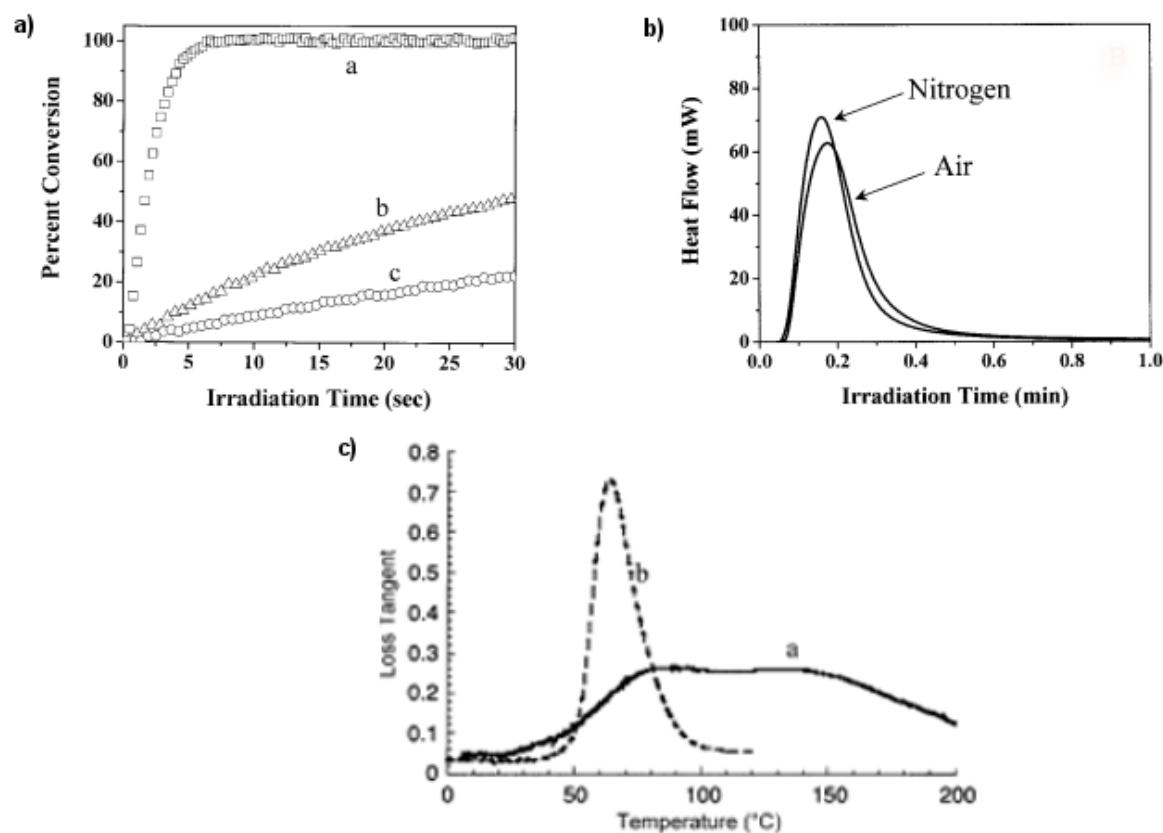 a)
Percent Conversion
100
80
60
40
20
0
a
b
c
0 5 10 15 20 25 30
Irradiation Time (sec)
b)
Heat Flow (mW)
100
80
60
40
20
0
Nitrogen
Air
0.0 0.2 0.4 0.6 0.8 1.0
Irradiation Time (min)
c)
Loss Tangent
0.8
0.7
0.6
0.5
0.4
0.3
0.2
0.1
0
b
a
0 50 100 150 200
Temperature (°C)